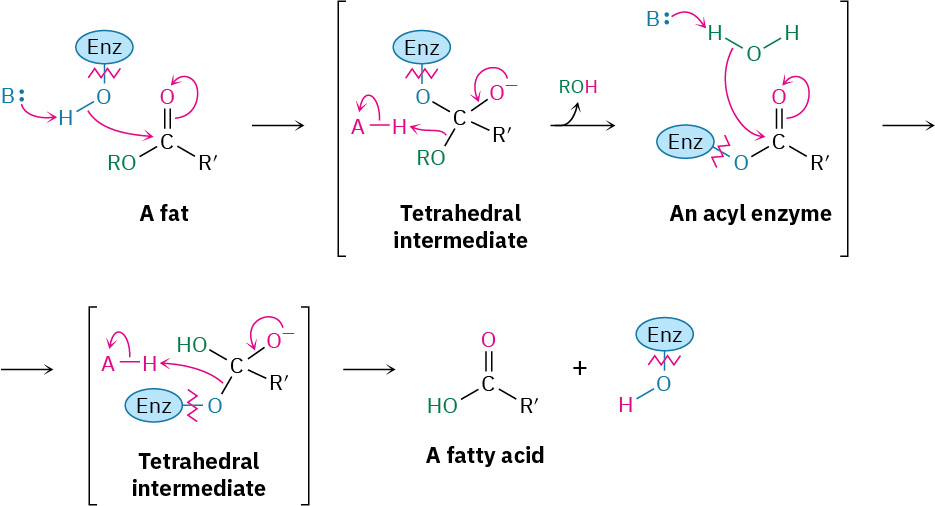 Enz
B:
H
O
O
C
RO
R′
A fat
Enz
O
O−
A
H
C
R′
RO
Tetrahedral
intermediate
ROH
B:
H
H
O
O
Enz
O
C
R′
An acyl enzyme
HO
O−
A
H
C
R′
Enz
O
Tetrahedral
intermediate
O
C
HO
R′
A fatty acid
+
Enz
O
H